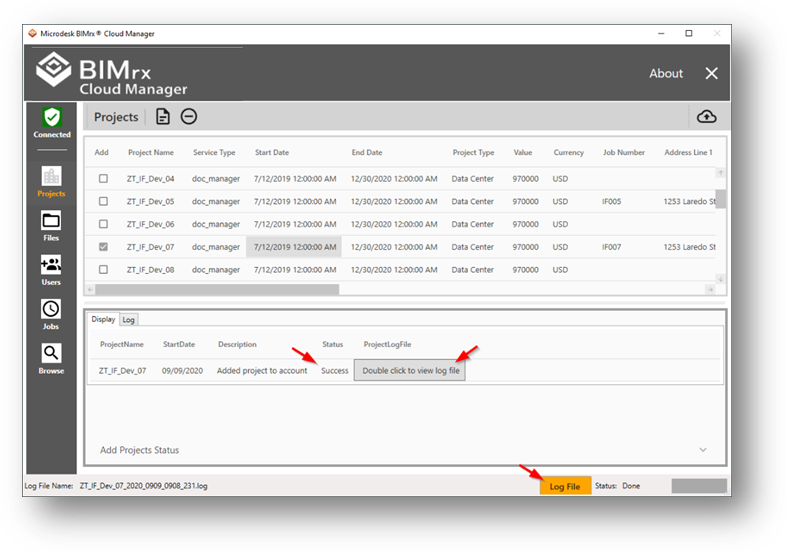 Microdesk BIMrx ® Cloud Manager
BIMrx
Cloud Manager
About
Connected
Projects
Files
Users
Jobs
Browse
Projects
Add Project Name Service Type Start Date End Date Project Type Value Currency Job Number Address Line 1
ZT_IF_Dev_04 doc_manager 7/12/2019 12:00:00 AM 12/30/2020 12:00:00 AM Data Center 970000 USD
ZT_IF_Dev_05 doc_manager 7/12/2019 12:00:00 AM 12/30/2020 12:00:00 AM Data Center 970000 USD IF005 1253 Laredo St
ZT_IF_Dev_06 doc_manager 7/12/2019 12:00:00 AM 12/30/2020 12:00:00 AM Data Center 970000 USD
ZT_IF_Dev_07 doc_manager 7/12/2019 12:00:00 AM 12/30/2020 12:00:00 AM Data Center 970000 USD IF007 1253 Laredo St
ZT_IF_Dev_08 doc_manager 7/12/2019 12:00:00 AM 12/30/2020 12:00:00 AM Data Center 970000 USD
Display Log
ProjectName StartDate Description Status ProjectLogFile
ZT_IF_Dev_07 09/09/2020 Added project to account Success Double click to view log file
Add Projects Status
Log File Name: ZT_IF_Dev_07_2020_0909_0908_231.log Log File Status: Done